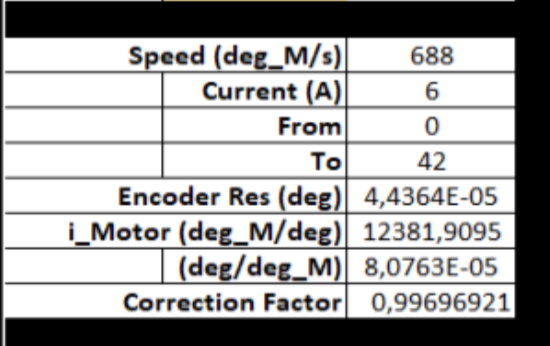 Speed (deg_M/s) 688
Current (A) 6
From 0
To 42
Encoder Res (deg) 4,4364E-05
i_Motor (deg_M/deg) 12381,9095
(deg/deg_M) 8,0763E-05
Correction Factor 0,99696921